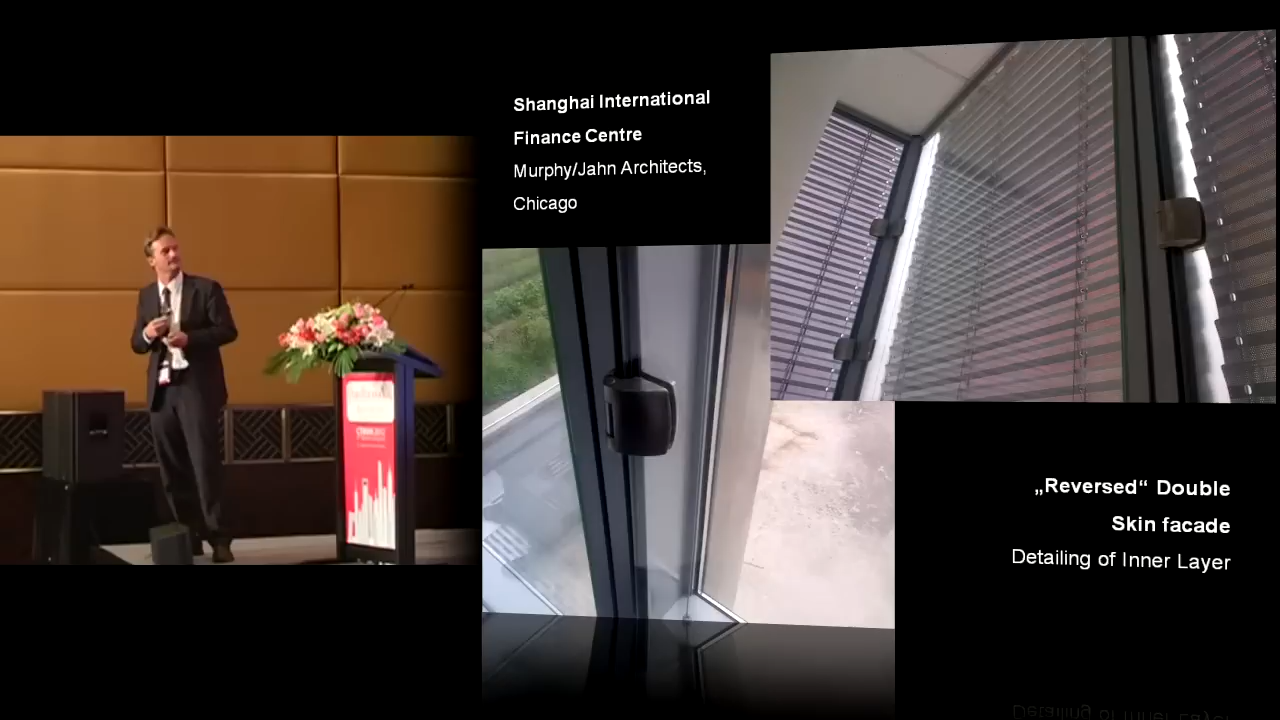 Shanghai International
Finance Centre
Murphy/Jahn Architects,
Chicago
„Reversed“ Double
Skin facade
Detailing of Inner Layer